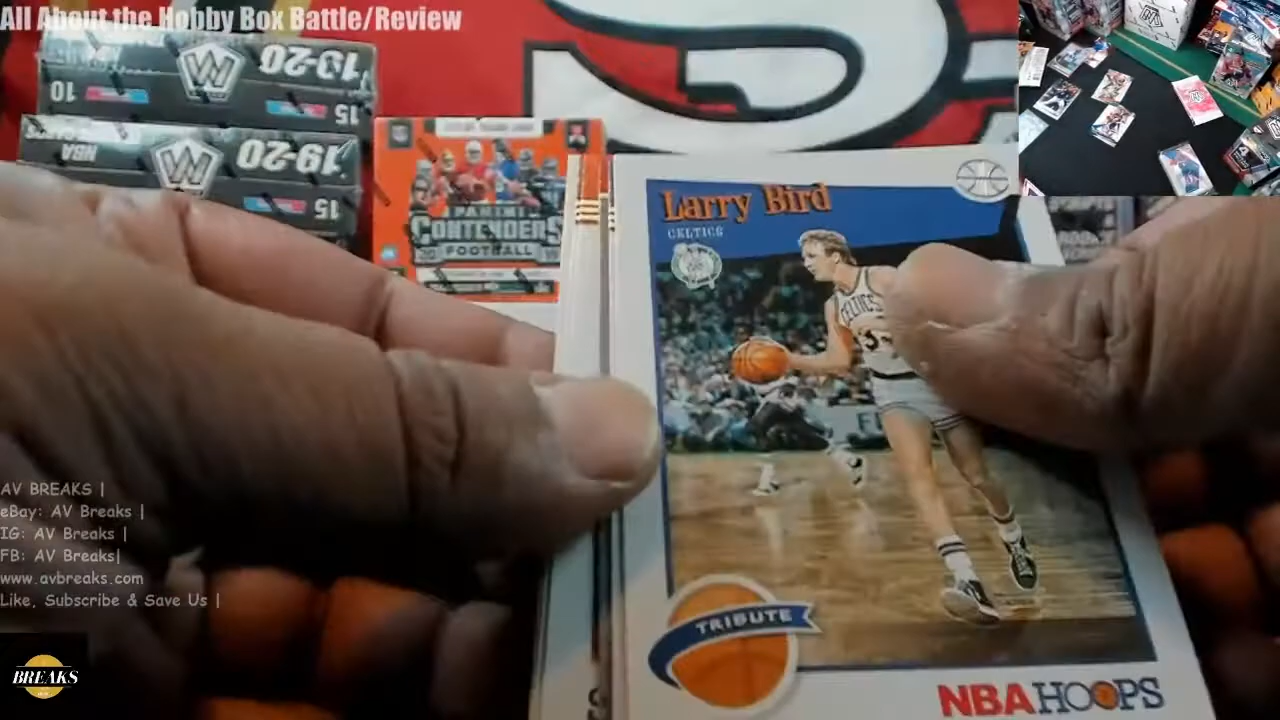 All About the Hobby Box Battle/Review
19-20
10
15
NBA
19-20
15
PANINI
CONTENDERS
FOOTBALL
Larry Bird
CELTICS
CELTICS
TRIBUTE
NBA HOOPS
AV BREAKS |
eBay: AV Breaks |
IG: AV Breaks |
FB: AV Breaks|
www.avbreaks.com
Like, Subscribe & Save Us |
BREAKS